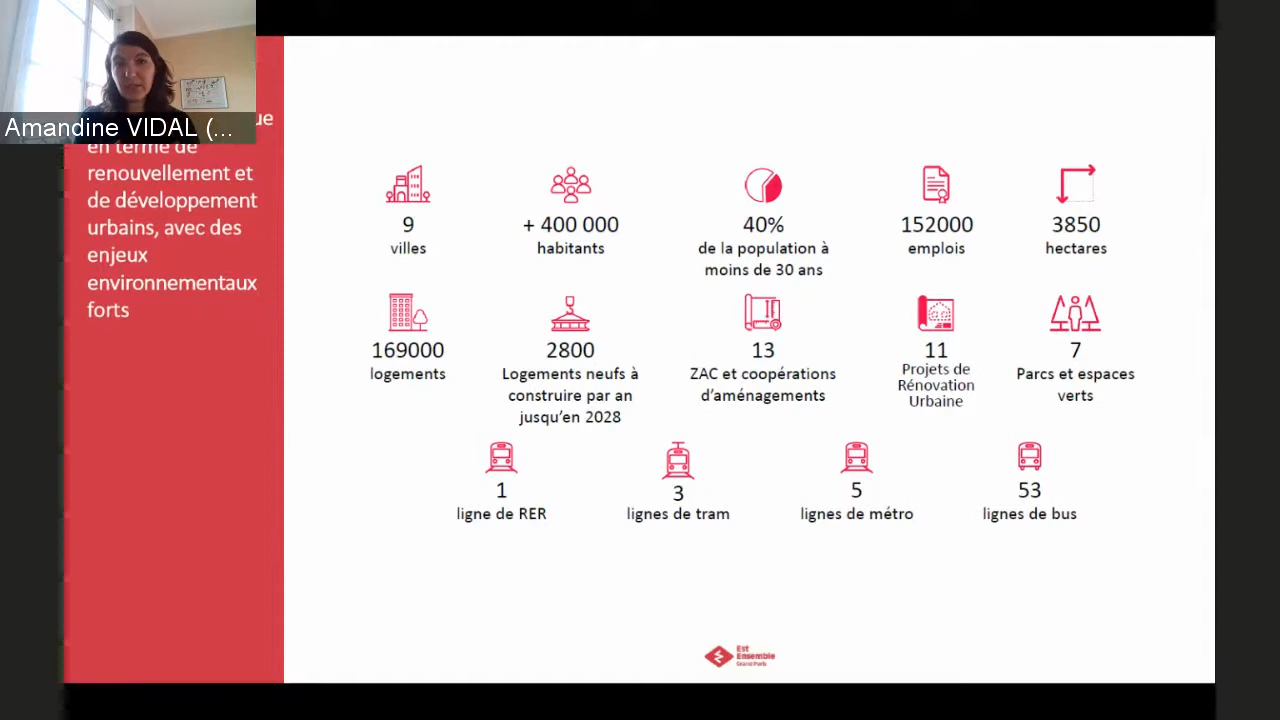 Amandine VIDAL (...
ue
en terme de
renouvellement et
de développement
urbains, avec des
enjeux
environnementaux
forts
9
villes
+ 400 000
habitants
40%
de la population à
moins de 30 ans
152000
emplois
3850
hectares
169000
logements
2800
Logements neufs à
construire par an
jusqu'en 2028
13
ZAC et coopérations
d'aménagements
11
Projets de
Rénovation
Urbaine
7
Parcs et espaces
verts
1
ligne de RER
3
lignes de tram
5
lignes de métro
53
lignes de bus
Est
Ensemble
Grand Paris